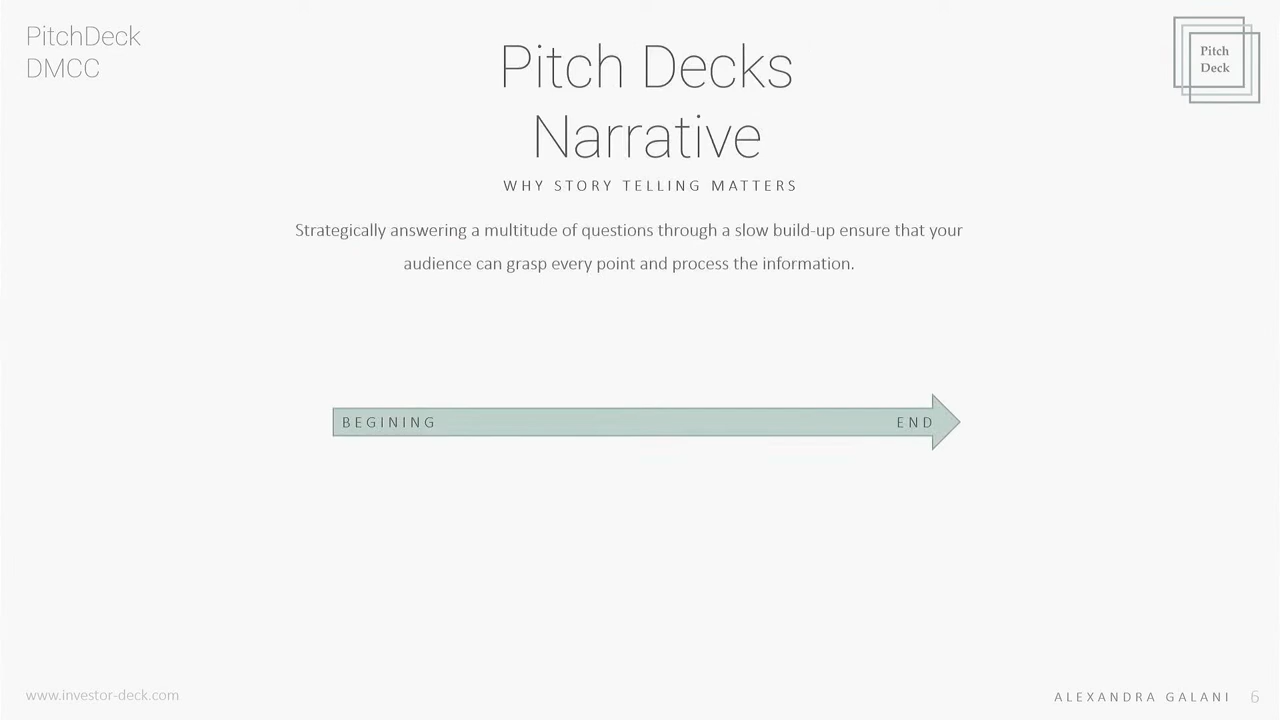 PitchDeck
DMCC
Pitch Decks
Narrative
WHY STORY TELLING MATTERS
Strategically answering a multitude of questions through a slow build-up ensure that your
audience can grasp every point and process the information.
Pitch
Deck
BEGINING
END
www.investor-deck.com
ALEXANDRA GALANI
6